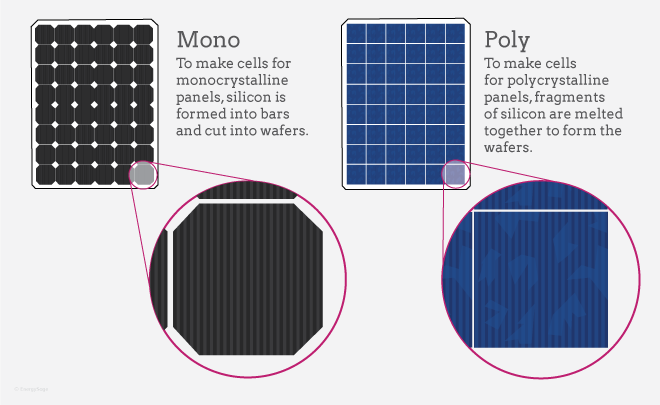 Mono
To make cells for
monocrystalline
panels, silicon is
formed into bars
and cut into wafers.
Poly
To make cells
for polycrystalline
panels, fragments
of silicon are melted
together to form the
wafers.